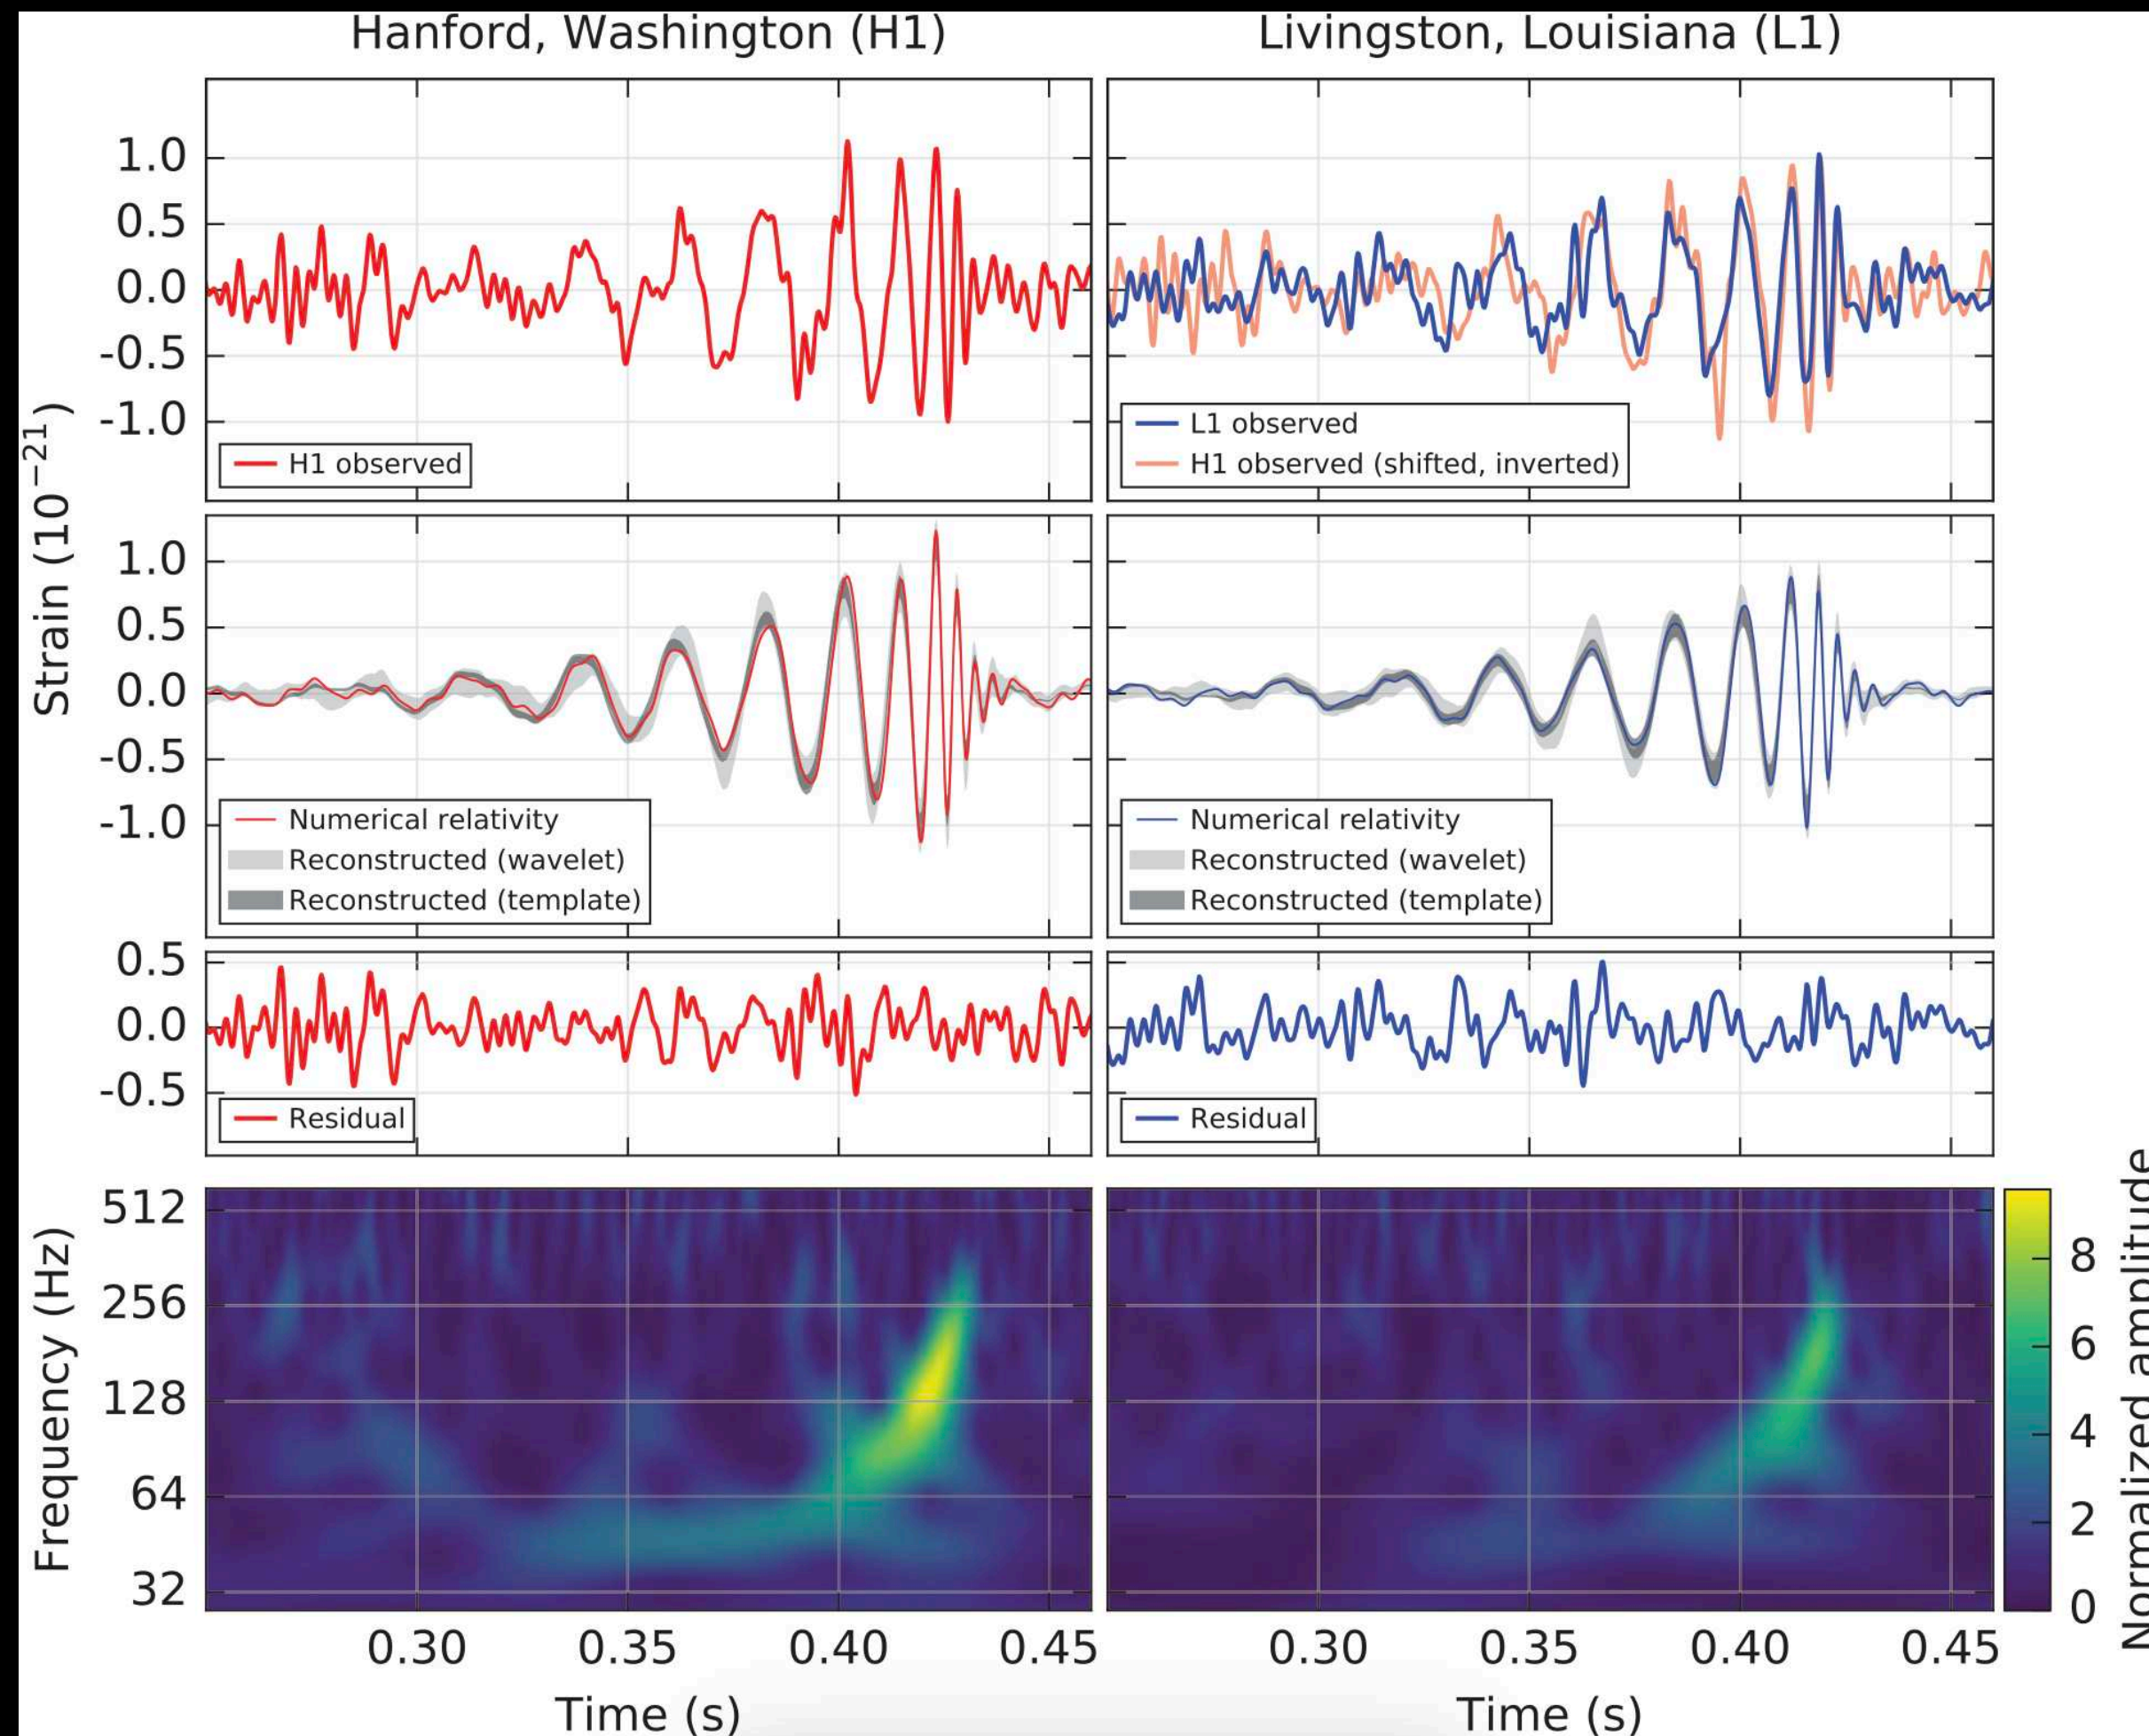 Hanford, Washington (H1)
Livingston, Louisiana (L1)
Strain (10⁻²¹)
1.0
0.5
0.0
-0.5
-1.0
H1 observed
L1 observed
H1 observed (shifted, inverted)
1.0
0.5
0.0
-0.5
-1.0
Numerical relativity
Reconstructed (wavelet)
Reconstructed (template)
Numerical relativity
Reconstructed (wavelet)
Reconstructed (template)
0.5
0.0
-0.5
Residual
Residual
Frequency (Hz)
512
256
128
64
32
Normalized amplitude
8
6
4
2
0
0.30 0.35 0.40 0.45
0.30 0.35 0.40 0.45
Time (s)
Time (s)